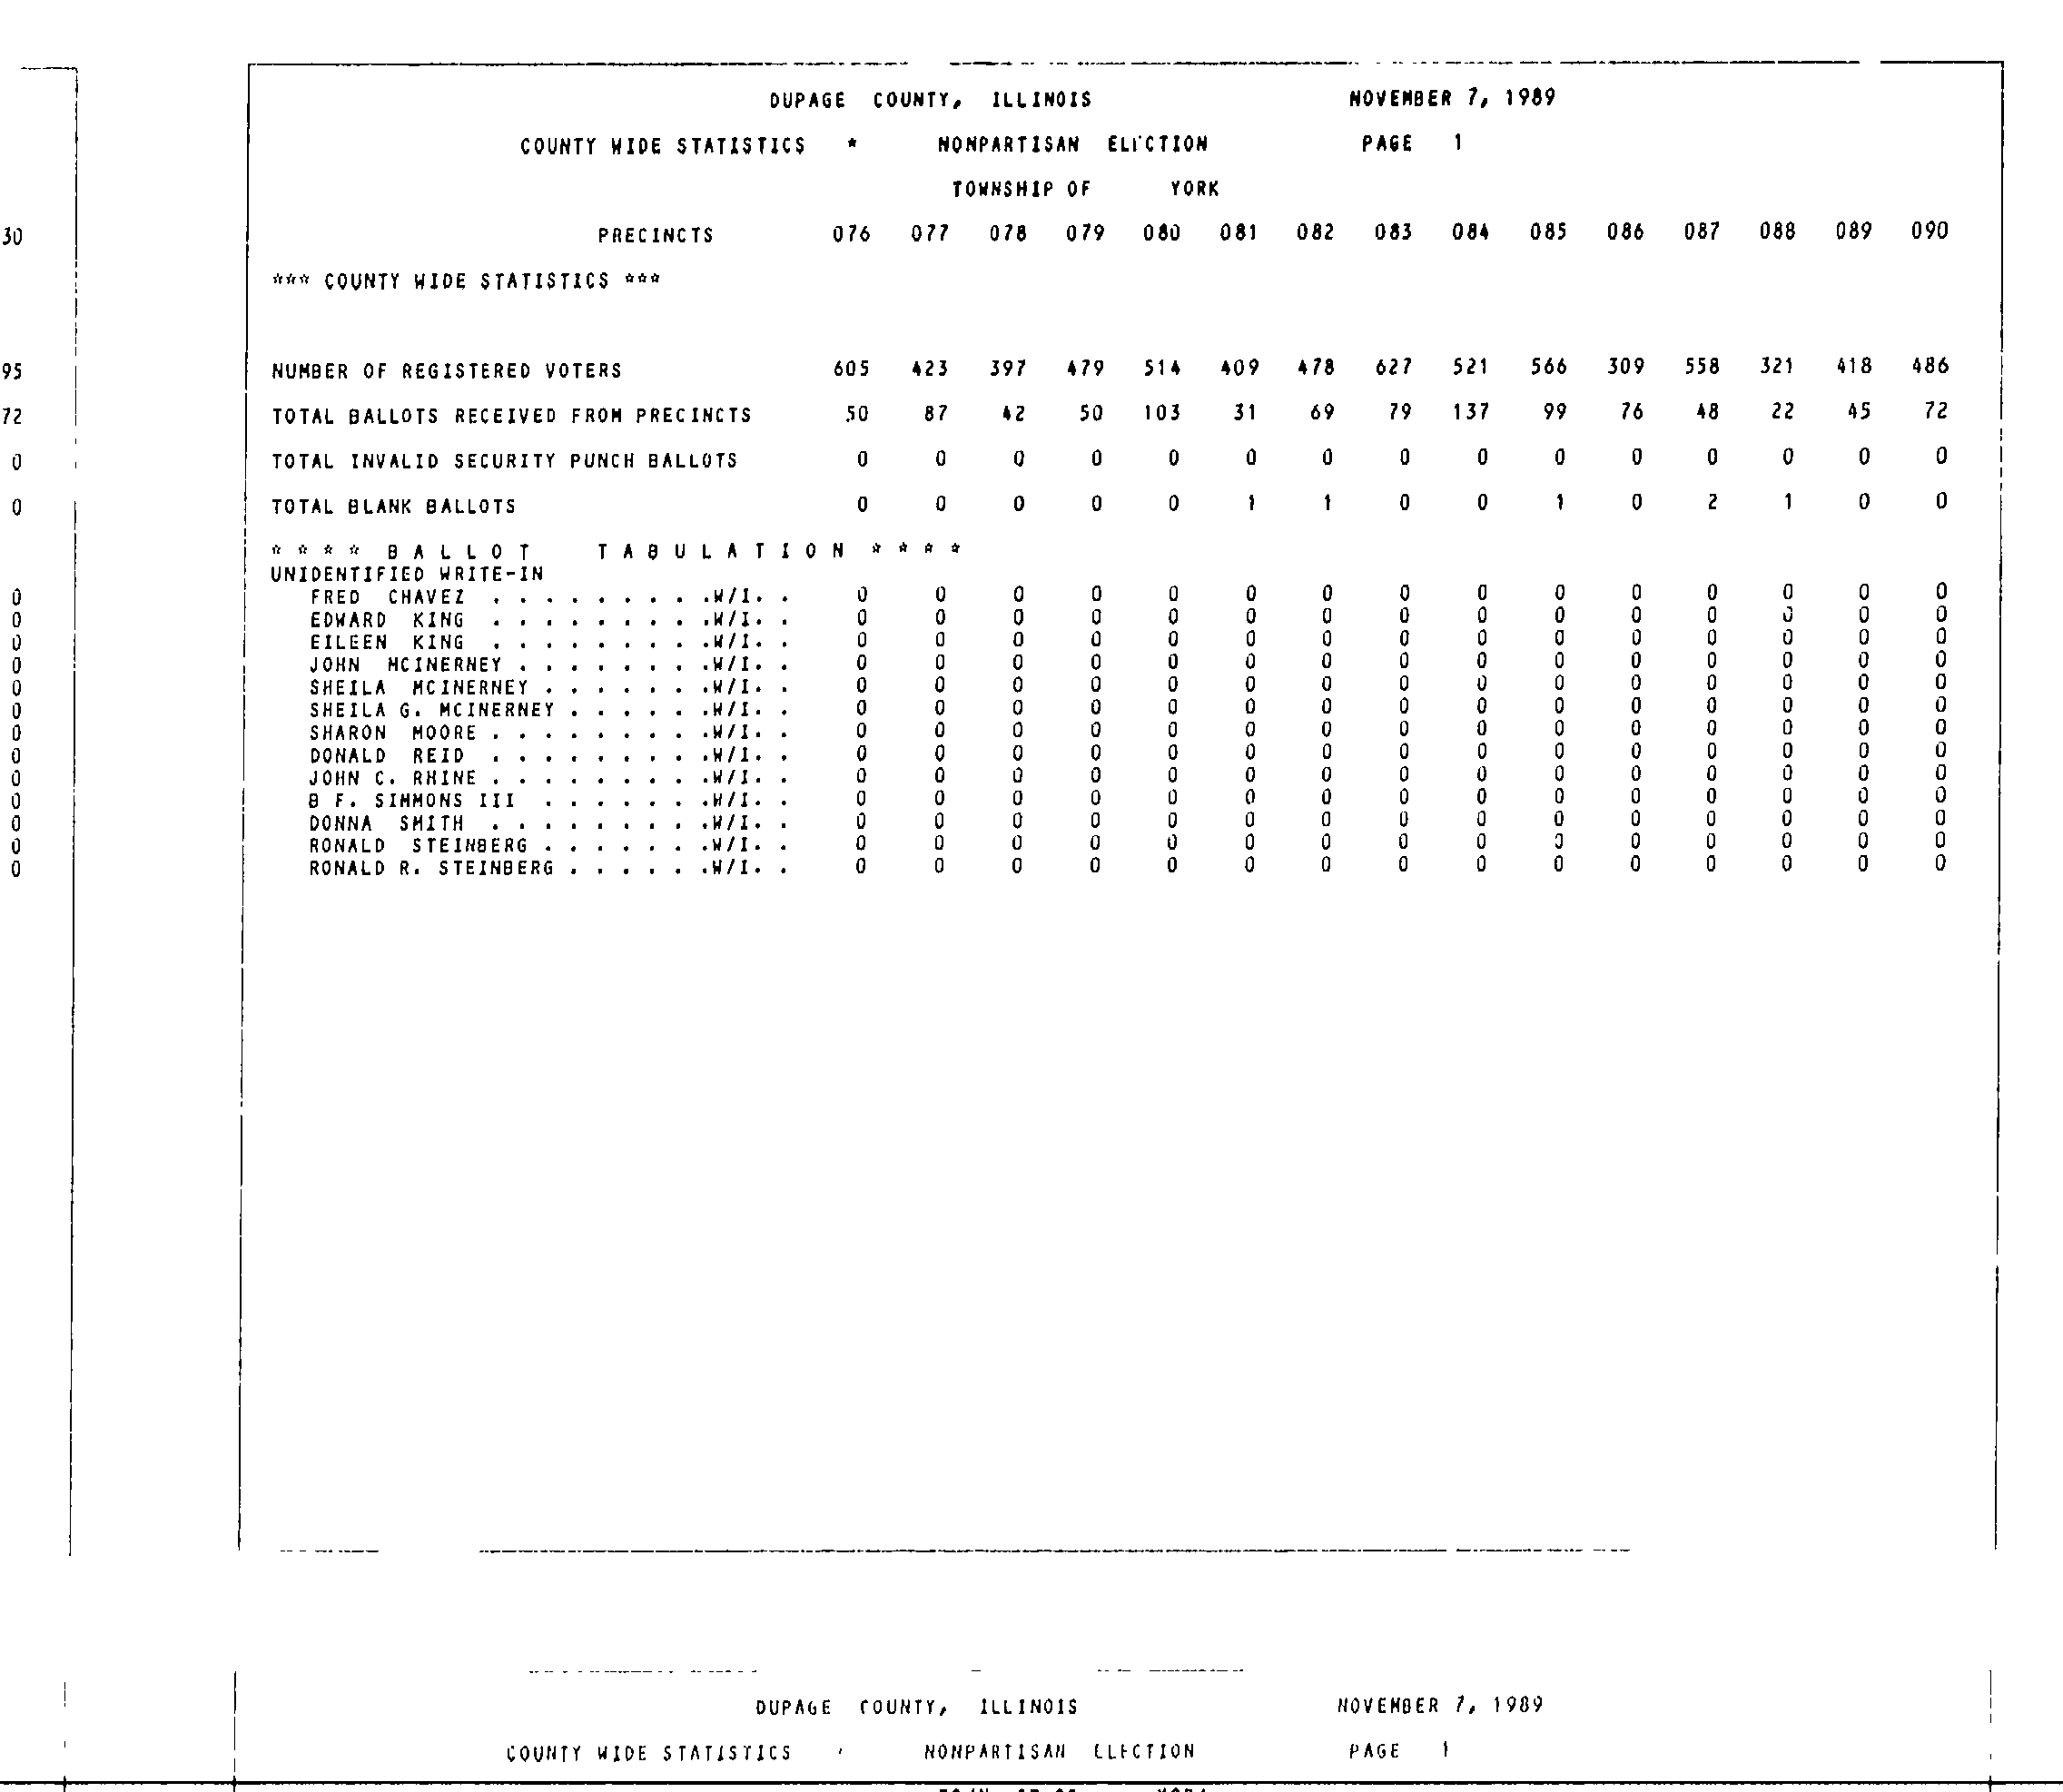 DUPAGE COUNTY, ILLINOIS NOVEMBER 7, 1989
COUNTY WIDE STATISTICS * NONPARTISAN ELECTION PAGE 1
TOWNSHIP OF YORK
30
PRECINCTS 076 077 078 079 080 081 082 083 084 085 086 087 088 089 090
*** COUNTY WIDE STATISTICS ***
95
NUMBER OF REGISTERED VOTERS 605 423 397 479 514 409 478 627 521 566 309 558 321 418 486
72
TOTAL BALLOTS RECEIVED FROM PRECINCTS 50 87 42 50 103 31 69 79 137 99 76 48 22 45 72
0
TOTAL INVALID SECURITY PUNCH BALLOTS 0 0 0 0 0 0 0 0 0 0 0 0 0 0 0
0
TOTAL BLANK BALLOTS 0 0 0 0 0 1 1 0 0 1 0 2 1 0 0
* * * * B A L L O T T A B U L A T I O N * * * *
UNIDENTIFIED WRITE-IN
0
FRED CHAVEZ . . . . . . . . .W/I. . 0 0 0 0 0 0 0 0 0 0 0 0 0 0 0
0
EDWARD KING . . . . . . . . .W/I. . 0 0 0 0 0 0 0 0 0 0 0 0 0 0 0
0
EILEEN KING . . . . . . . . .W/I. . 0 0 0 0 0 0 0 0 0 0 0 0 0 0 0
0
JOHN MCINERNEY . . . . . . . .W/I. . 0 0 0 0 0 0 0 0 0 0 0 0 0 0 0
0
SHEILA MCINERNEY . . . . . . .W/I. . 0 0 0 0 0 0 0 0 0 0 0 0 0 0 0
0
SHEILA G. MCINERNEY . . . . . .W/I. . 0 0 0 0 0 0 0 0 0 0 0 0 0 0 0
0
SHARON MOORE . . . . . . . . .W/I. . 0 0 0 0 0 0 0 0 0 0 0 0 0 0 0
0
DONALD REID . . . . . . . . .W/I. . 0 0 0 0 0 0 0 0 0 0 0 0 0 0 0
0
JOHN C. RHINE . . . . . . . . .W/I. . 0 0 0 0 0 0 0 0 0 0 0 0 0 0 0
0
B F. SIMMONS III . . . . . . .W/I. . 0 0 0 0 0 0 0 0 0 0 0 0 0 0 0
0
DONNA SMITH . . . . . . . . .W/I. . 0 0 0 0 0 0 0 0 0 0 0 0 0 0 0
0
RONALD STEINBERG . . . . . . .W/I. . 0 0 0 0 0 0 0 0 0 0 0 0 0 0 0
0
RONALD R. STEINBERG . . . . . .W/I. . 0 0 0 0 0 0 0 0 0 0 0 0 0 0 0
DUPAGE COUNTY, ILLINOIS NOVEMBER 7, 1989
COUNTY WIDE STATISTICS NONPARTISAN ELECTION PAGE 1